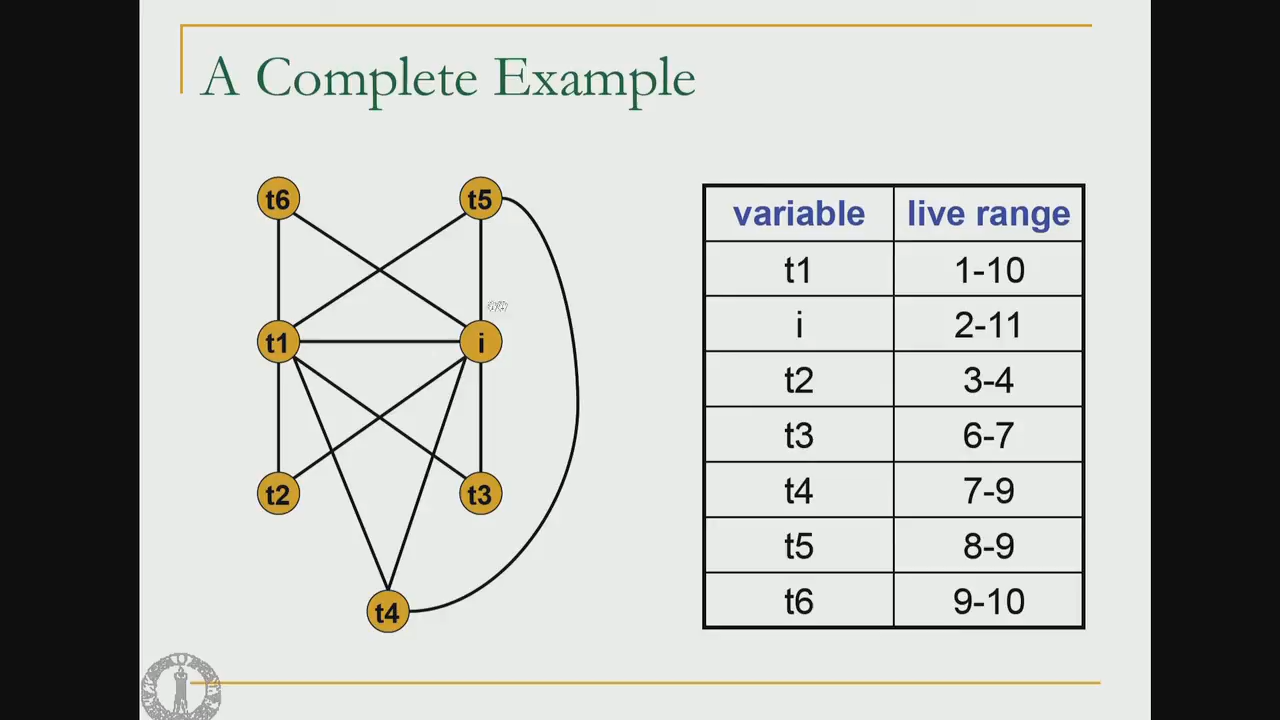 A Complete Example
t6
t5
t1
i
t2
t3
t4
variable live range
t1 1-10
i 2-11
t2 3-4
t3 6-7
t4 7-9
t5 8-9
t6 9-10